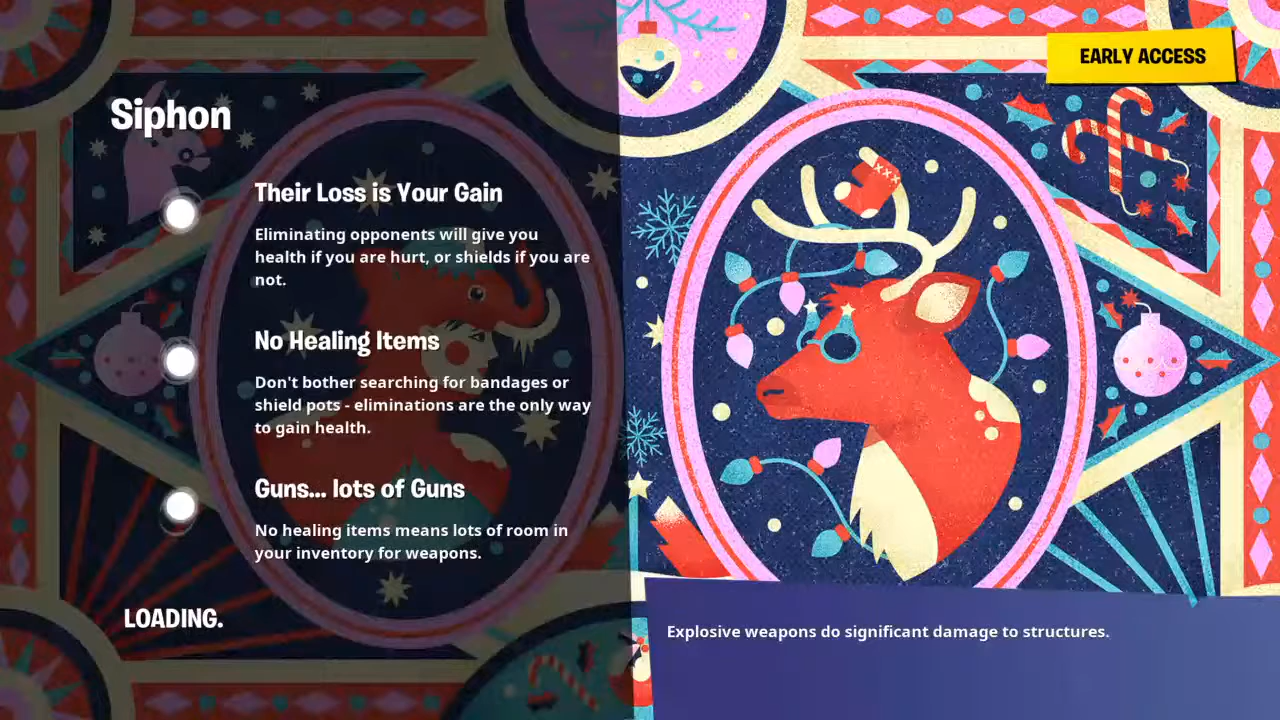 EARLY ACCESS
Siphon
Their Loss is Your Gain
Eliminating opponents will give you
health if you are hurt, or shields if you are
not.
No Healing Items
Don't bother searching for bandages or
shield pots - eliminations are the only way
to gain health.
Guns... lots of Guns
No healing items means lots of room in
your inventory for weapons.
LOADING.
Explosive weapons do significant damage to structures.